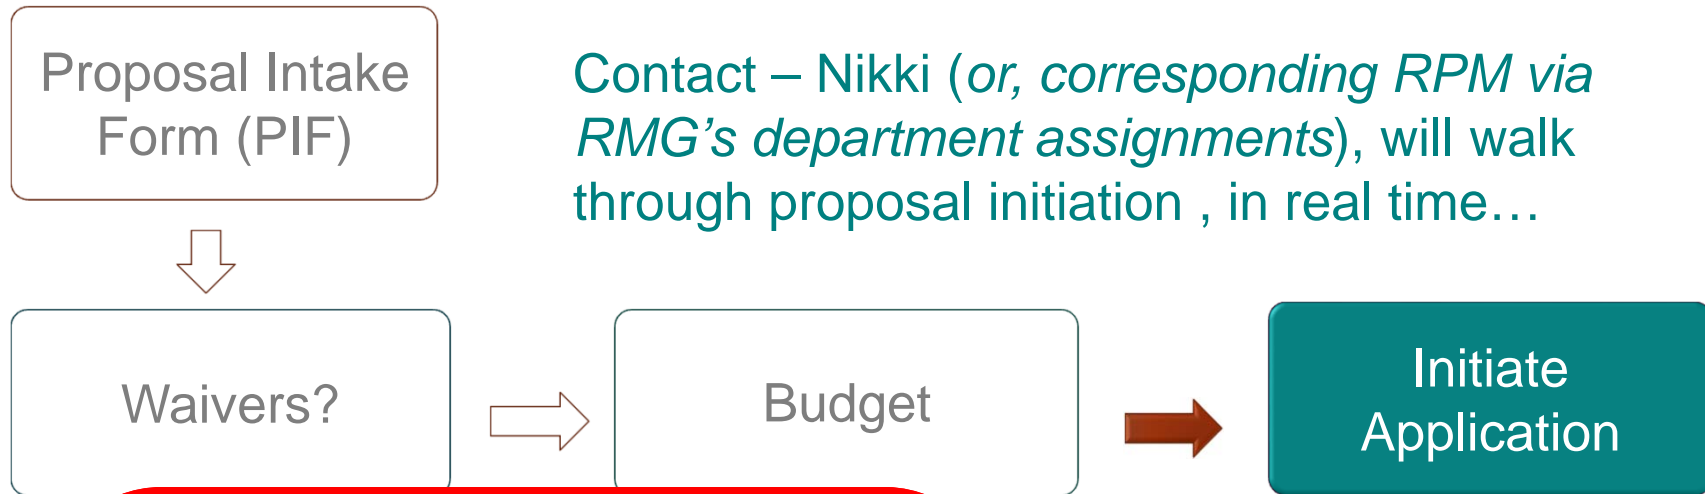 Proposal Intake
Form (PIF)
Contact – Nikki (or, corresponding RPM via
RMG’s department assignments), will walk
through proposal initiation , in real time…
Waivers?
Budget
Initiate
Application